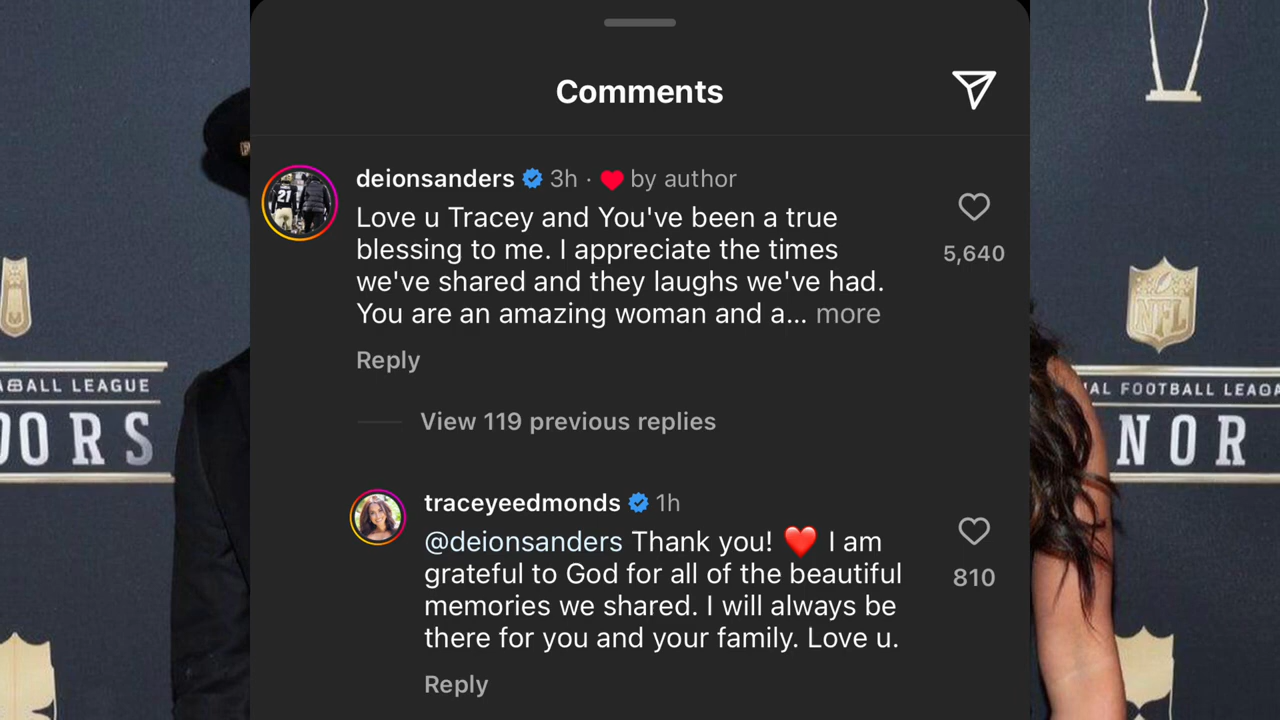 Comments
deionsanders 3h · ❤️ by author
Love u Tracey and You've been a true
blessing to me. I appreciate the times
we've shared and they laughs we've had.
You are an amazing woman and a... more
5,640
Reply
View 119 previous replies
traceyeedmonds 1h
@deionsanders Thank you! ❤️ I am
grateful to God for all of the beautiful
memories we shared. I will always be
there for you and your family. Love u.
810
Reply
21
LEAGUE
ORS
NFL
FOOTBALL
NOR